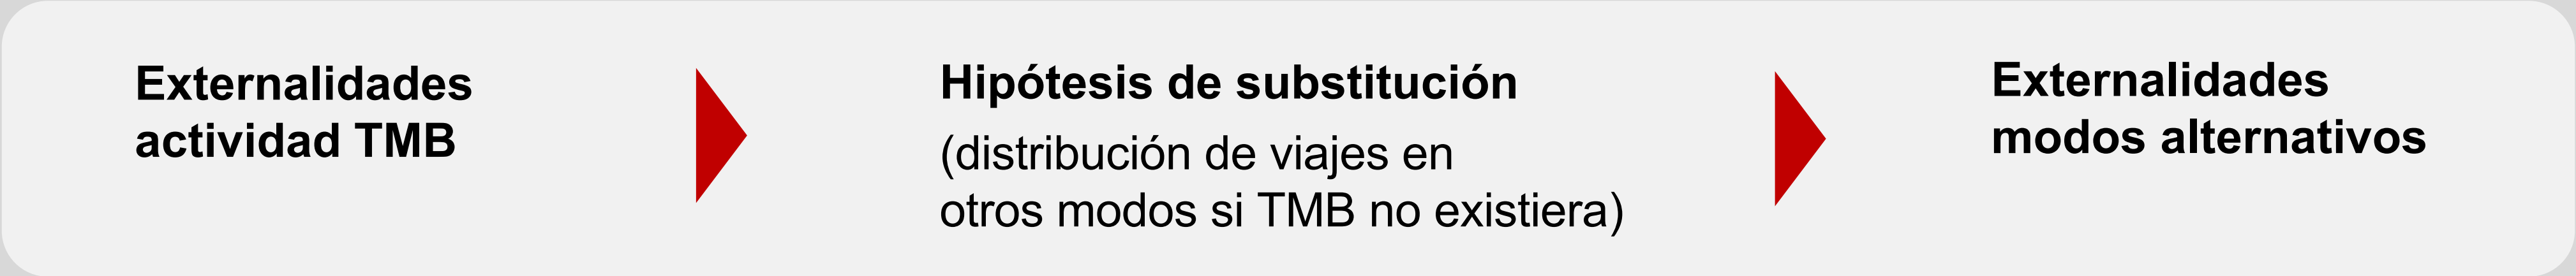 Externalidades
actividad TMB
Hipótesis de substitución
(distribución de viajes en
otros modos si TMB no existiera)
Externalidades
modos alternativos